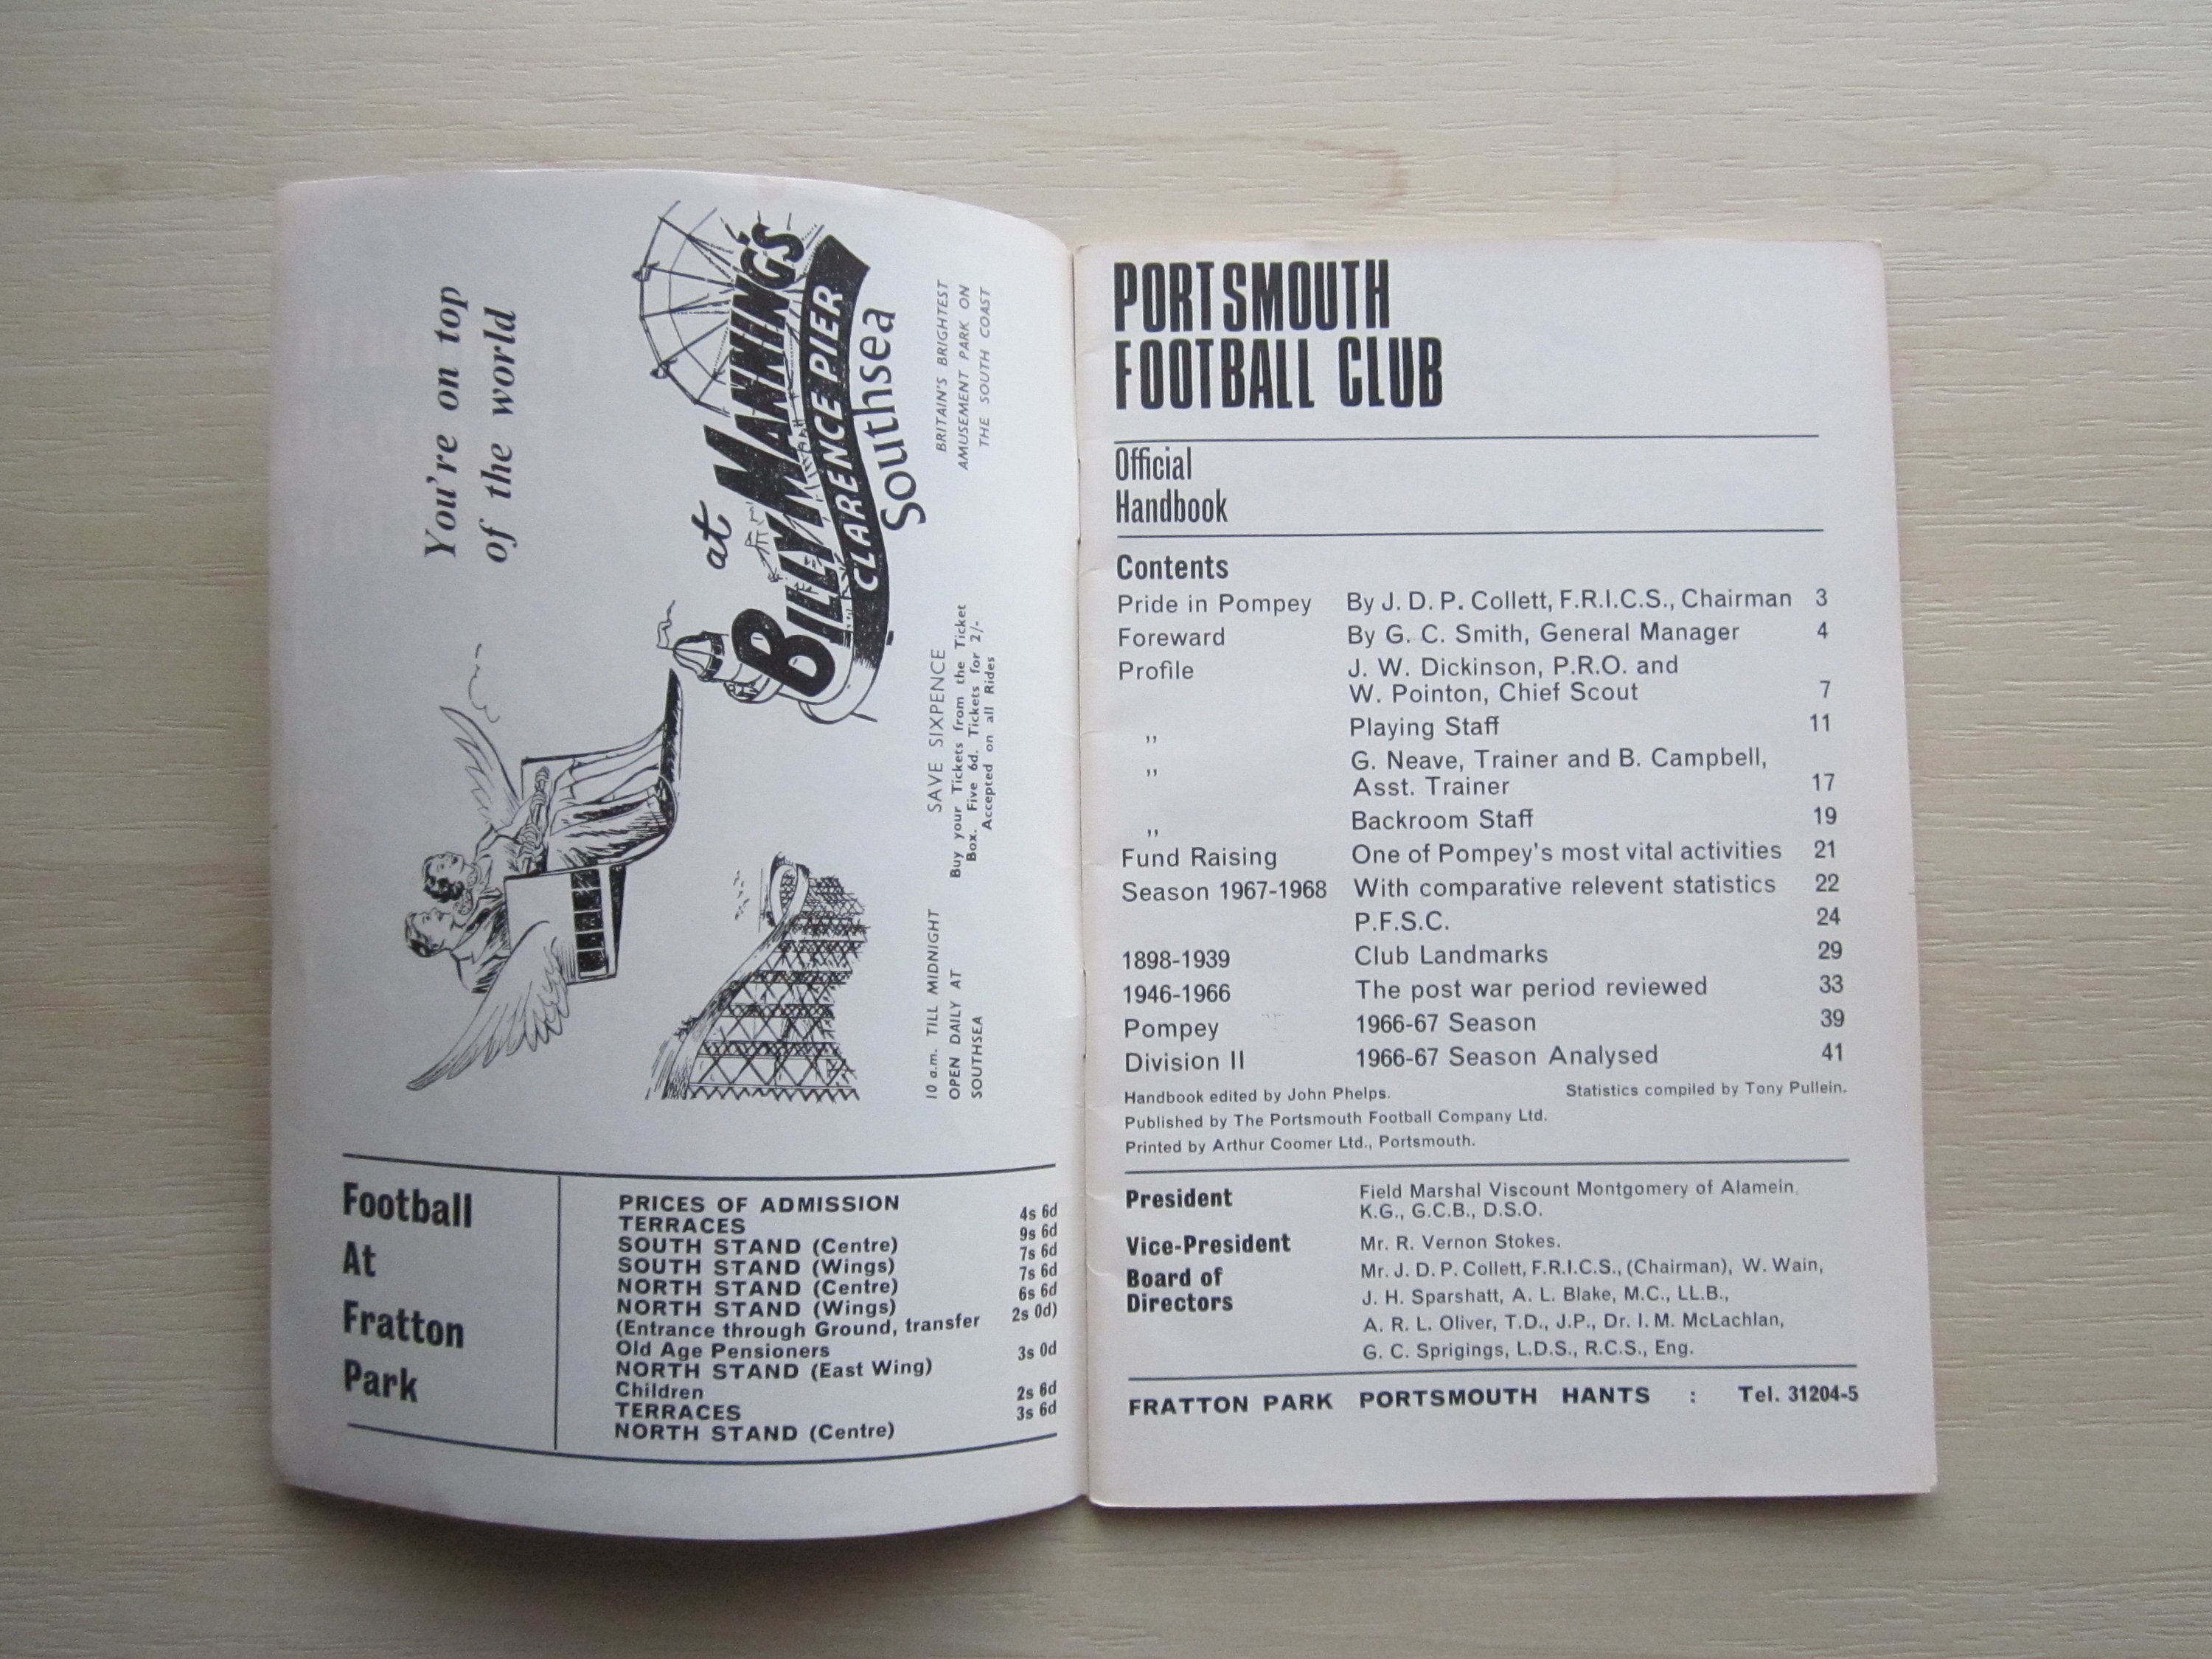 You're on top
of the world
at
BILLY MANNING'S
CLARENCE PIER
Southsea
10 a.m. TILL MIDNIGHT
OPEN DAILY AT
SOUTHSEA
SAVE SIXPENCE
Buy your Tickets from the Ticket
Box. Five 6d. Tickets for 2/-
Accepted on all Rides
BRITAIN'S BRIGHTEST
AMUSEMENT PARK ON
THE SOUTH COAST
Football
At
Fratton
Park
PRICES OF ADMISSION
TERRACES 4s 6d
SOUTH STAND (Centre) 9s 6d
SOUTH STAND (Wings) 7s 6d
NORTH STAND (Centre) 7s 6d
NORTH STAND (Wings) 6s 6d
(Entrance through Ground, transfer 2s 0d)
Old Age Pensioners
NORTH STAND (East Wing) 3s 0d
Children
TERRACES 2s 6d
NORTH STAND (Centre) 3s 6d
PORTSMOUTH
FOOTBALL CLUB
Official
Handbook
Contents
Pride in Pompey By J. D. P. Collett, F.R.I.C.S., Chairman 3
Foreward By G. C. Smith, General Manager 4
Profile J. W. Dickinson, P.R.O. and
W. Pointon, Chief Scout 7
,, Playing Staff 11
,, G. Neave, Trainer and B. Campbell,
Asst. Trainer 17
,, Backroom Staff 19
Fund Raising One of Pompey's most vital activities 21
Season 1967-1968 With comparative relevent statistics 22
P.F.S.C. 24
1898-1939 Club Landmarks 29
1946-1966 The post war period reviewed 33
Pompey 1966-67 Season 39
Division II 1966-67 Season Analysed 41
Handbook edited by John Phelps. Statistics compiled by Tony Pullein.
Published by The Portsmouth Football Company Ltd.
Printed by Arthur Coomer Ltd., Portsmouth.
President Field Marshal Viscount Montgomery of Alamein,
K.G., G.C.B., D.S.O.
Vice-President Mr. R. Vernon Stokes.
Board of Mr. J. D. P. Collett, F.R.I.C.S., (Chairman), W. Wain,
Directors J. H. Sparshatt, A. L. Blake, M.C., LL.B.,
A. R. L. Oliver, T.D., J.P., Dr. I. M. McLachlan,
G. C. Sprigings, L.D.S., R.C.S., Eng.
FRATTON PARK PORTSMOUTH HANTS : Tel. 31204-5